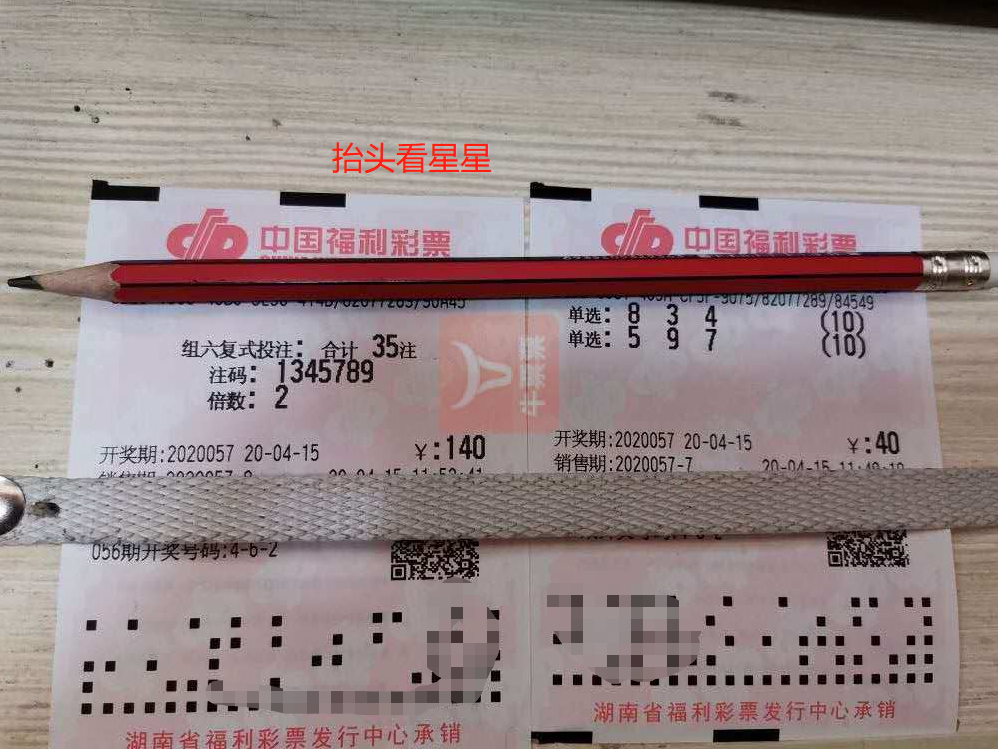 抬头看星星
中国福利彩票
组六复式投注: 合计 35注
注码: 1345789
倍数: 2
开奖期:2020057 20-04-15 ¥:140
056期开奖号码:4-6-2
中国福利彩票
/82077289/84549
单选: 8 3 4 (10)
单选: 5 9 7 (10)
开奖期:2020057 20-04-15 ¥:40
销售期:2020057-7
牛彩票
湖南省福利彩票发行中心承销
湖南省福利彩票发行中心承销